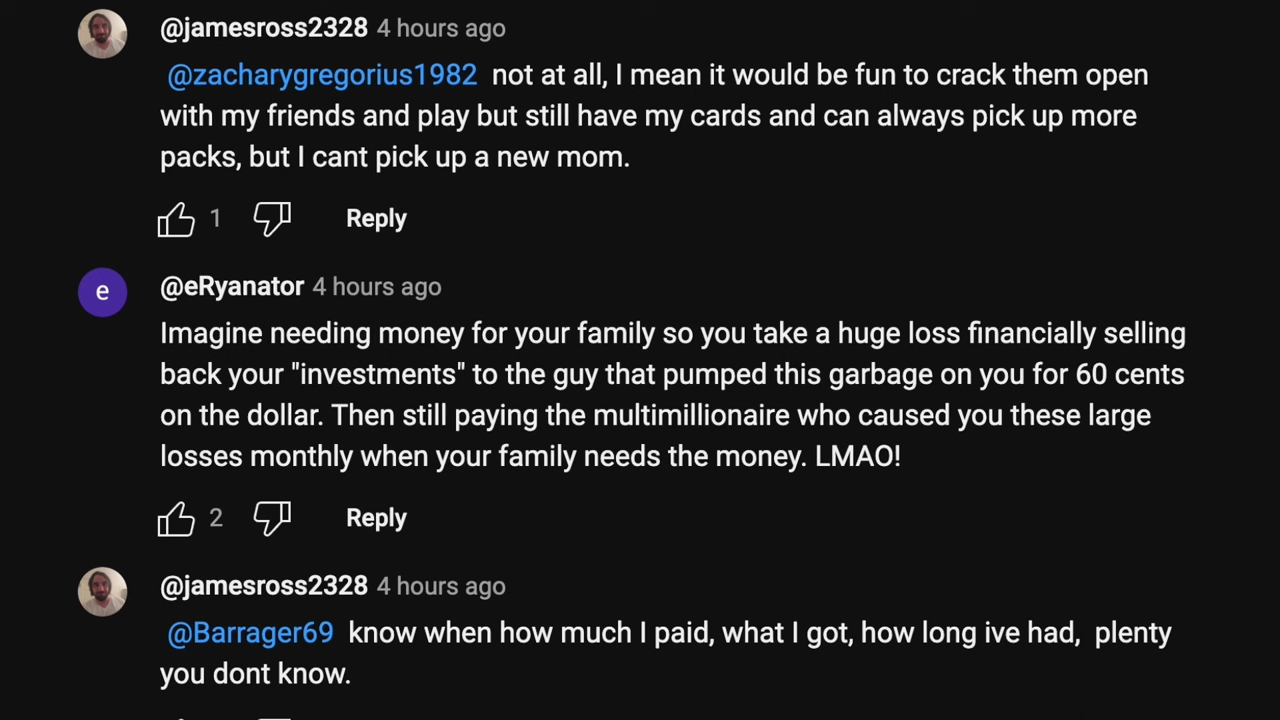 @jamesross2328 4 hours ago
@zacharygregorius1982 not at all, I mean it would be fun to crack them open
with my friends and play but still have my cards and can always pick up more
packs, but I cant pick up a new mom.
1 Reply
e
@eRyanator 4 hours ago
Imagine needing money for your family so you take a huge loss financially selling
back your "investments" to the guy that pumped this garbage on you for 60 cents
on the dollar. Then still paying the multimillionaire who caused you these large
losses monthly when your family needs the money. LMAO!
2 Reply
@jamesross2328 4 hours ago
@Barrager69 know when how much I paid, what I got, how long ive had, plenty
you dont know.